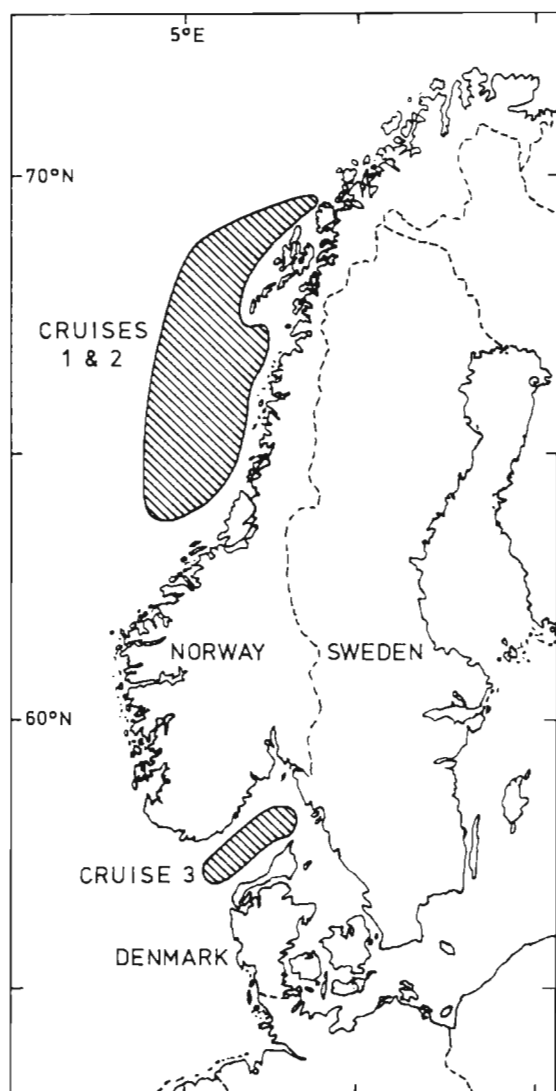 5°E
70°N
CRUISES
1 & 2
NORWAY
SWEDEN
60°N
CRUISE 3
DENMARK